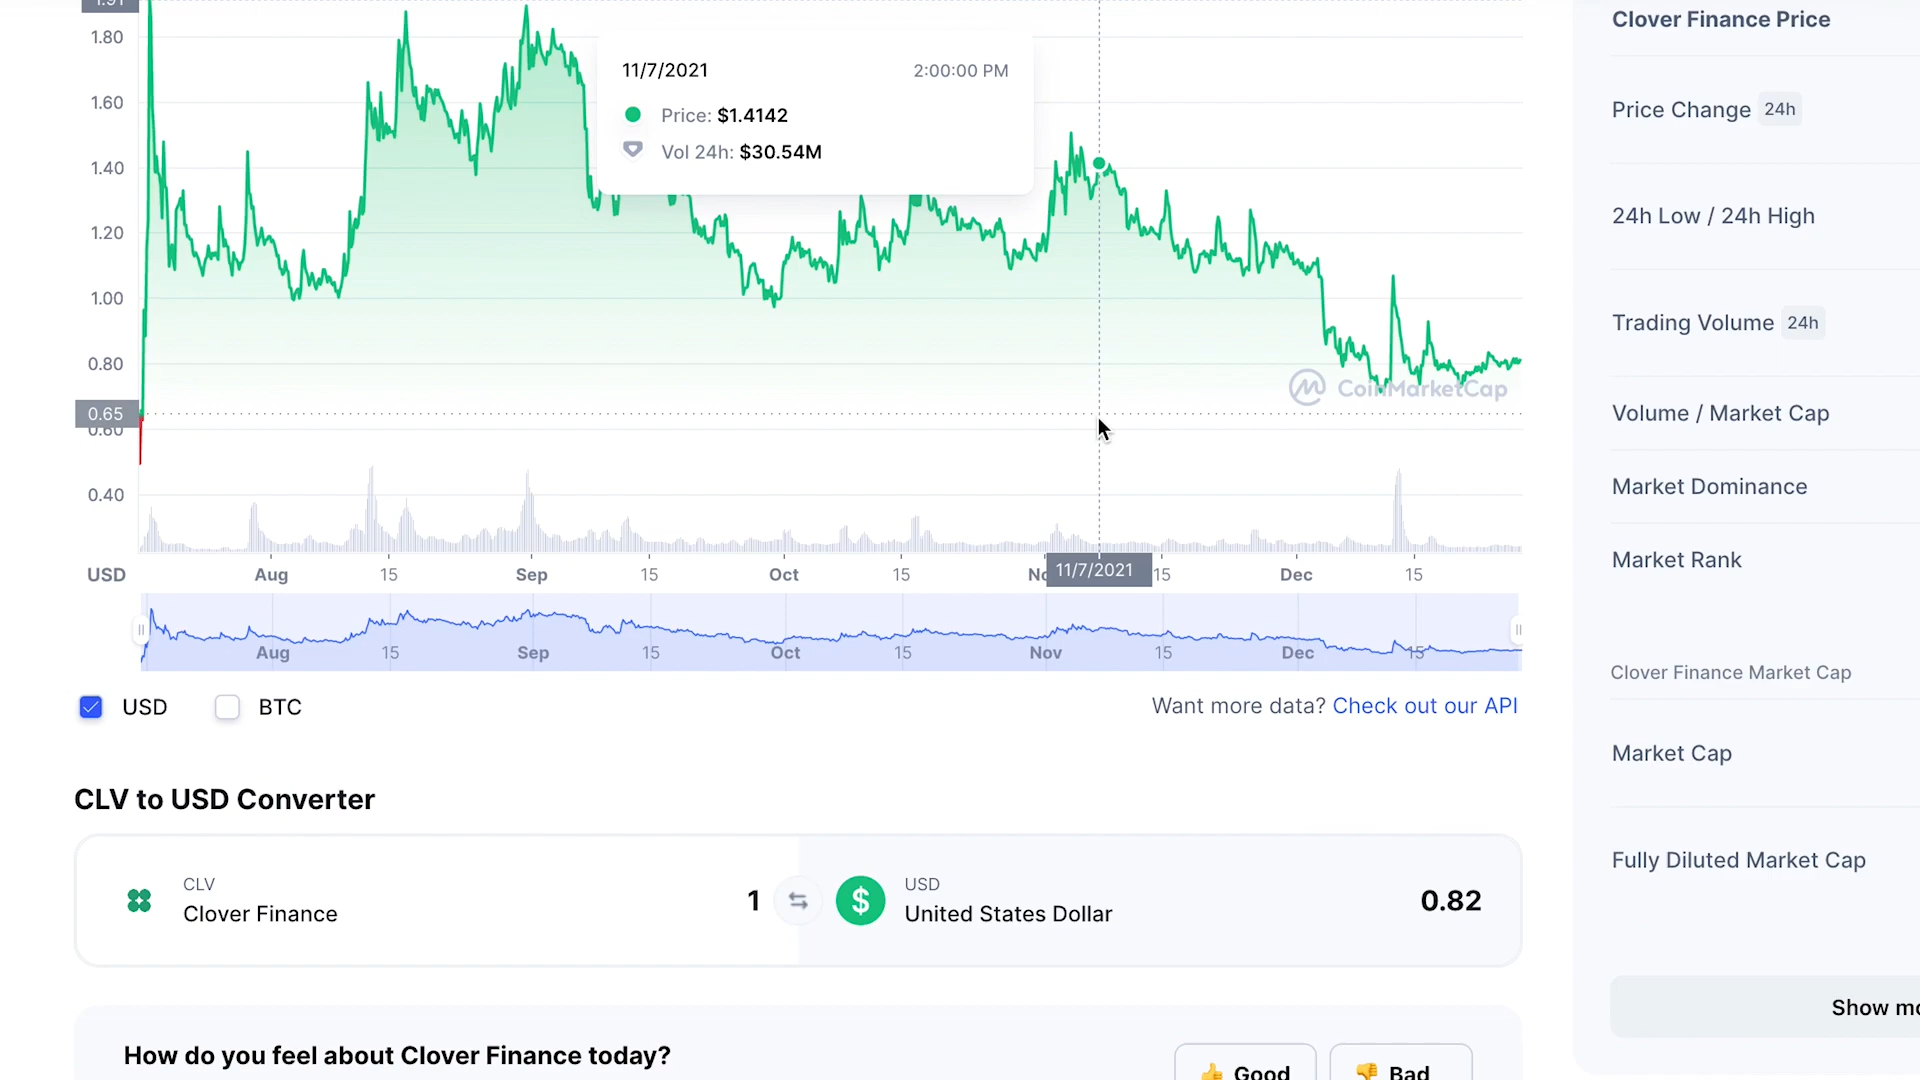 1.91
1.80
1.60
1.40
1.20
1.00
0.80
0.65
0.60
0.40
11/7/2021 2:00:00 PM
Price: $1.4142
Vol 24h: $30.54M
CoinMarketCap
USD Aug 15 Sep 15 Oct 15 11/7/2021 15 Dec 15
Aug 15 Sep 15 Oct 15 Nov 15 Dec 15
USD BTC
Want more data? Check out our API
CLV to USD Converter
CLV
Clover Finance
1
USD
United States Dollar
0.82
How do you feel about Clover Finance today?
Good Bad
Clover Finance Price
Price Change 24h
24h Low / 24h High
Trading Volume 24h
Volume / Market Cap
Market Dominance
Market Rank
Clover Finance Market Cap
Market Cap
Fully Diluted Market Cap
Show